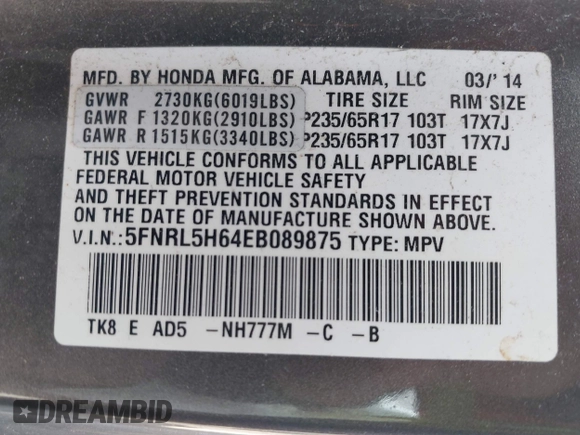 MFD. BY HONDA MFG. OF ALABAMA, LLC 03/'14
GVWR 2730KG(6019LBS) TIRE SIZE RIM SIZE
GAWR F 1320KG(2910LBS) P235/65R17 103T 17X7J
GAWR R 1515KG(3340LBS) P235/65R17 103T 17X7J
THIS VEHICLE CONFORMS TO ALL APPLICABLE
FEDERAL MOTOR VEHICLE SAFETY
AND THEFT PREVENTION STANDARDS IN EFFECT
ON THE DATE OF MANUFACTURE SHOWN ABOVE.
V.I.N.:5FNRL5H64EB089875 TYPE: MPV
TK8 E AD5 -NH777M -C -B
DREAMBID